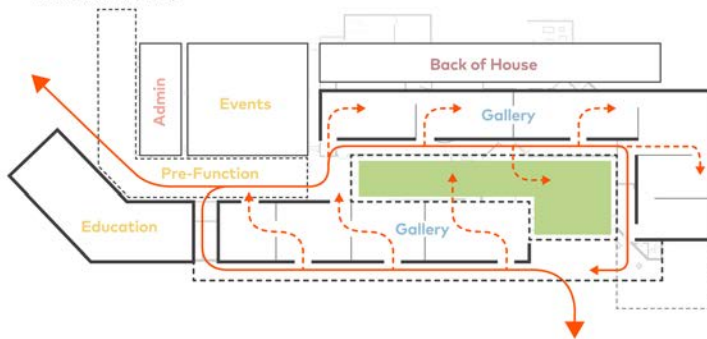 Back of House
Admin
Events
Gallery
Pre-Function
Education
Gallery